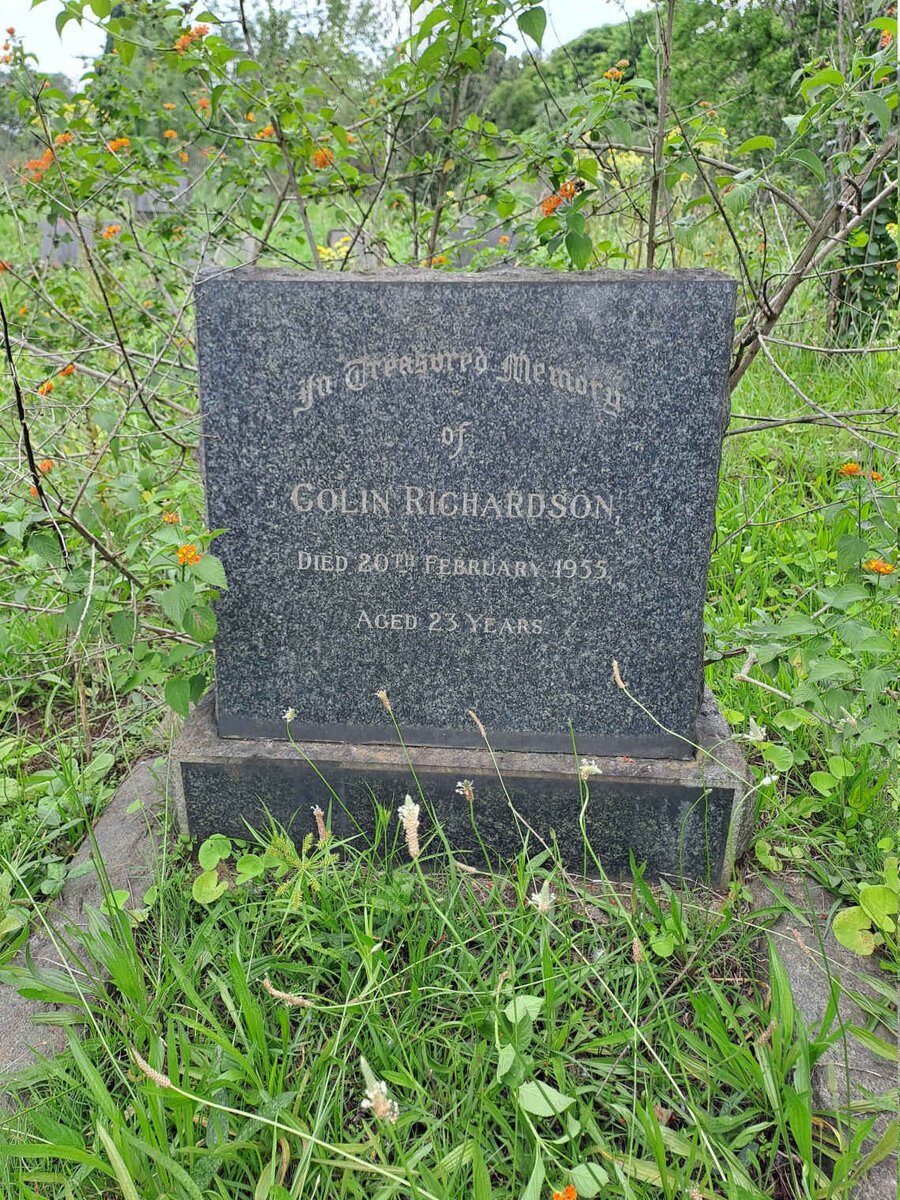 In Treasured Memory
of
COLIN RICHARDSON,
DIED 20TH FEBRUARY 1955,
AGED 23 YEARS.